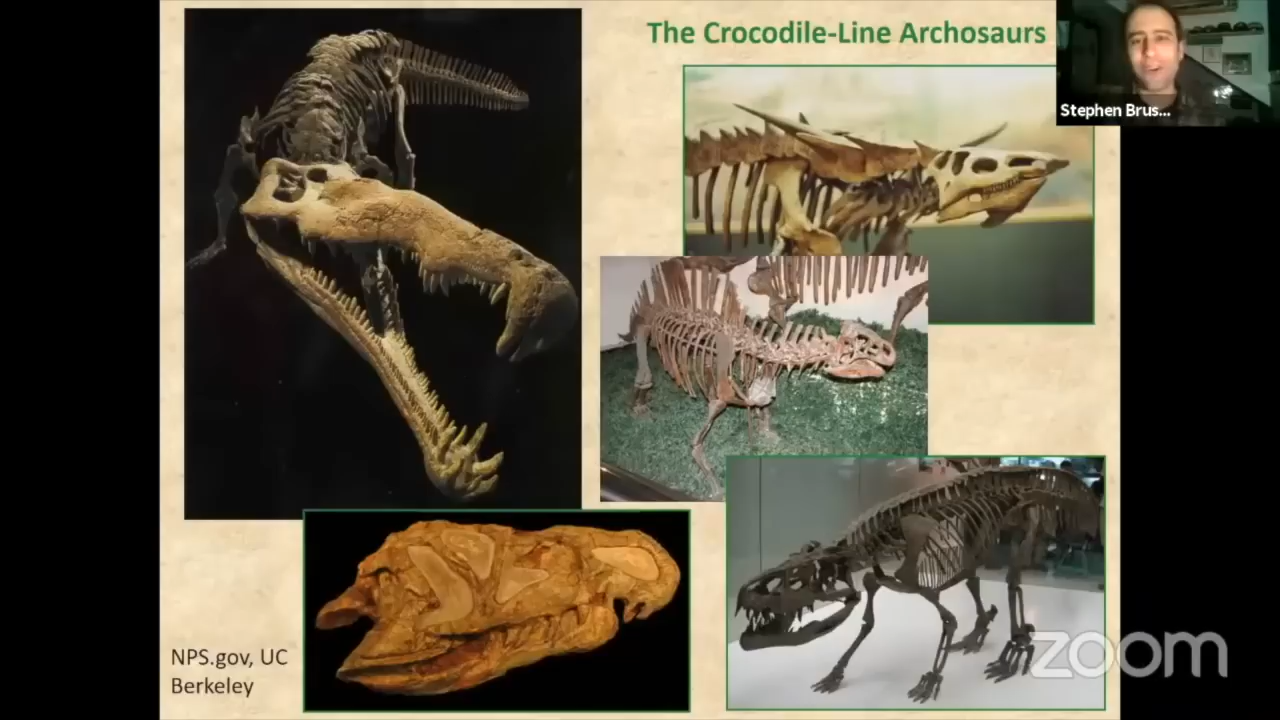 The Crocodile-Line Archosaurs
Stephen Brus...
NPS.gov, UC
Berkeley
zoom